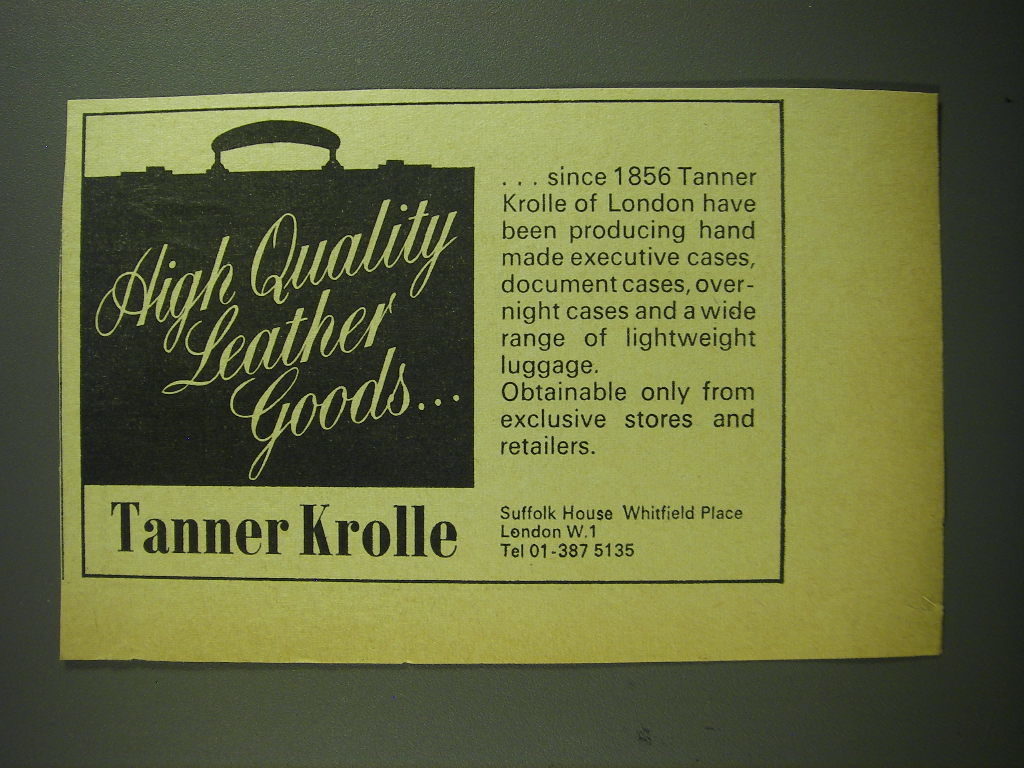 High Quality
Leather
Goods...
Tanner Krolle
. . . since 1856 Tanner
Krolle of London have
been producing hand
made executive cases,
document cases, over-
night cases and a wide
range of lightweight
luggage.
Obtainable only from
exclusive stores and
retailers.
Suffolk House Whitfield Place
London W.1
Tel 01-387 5135